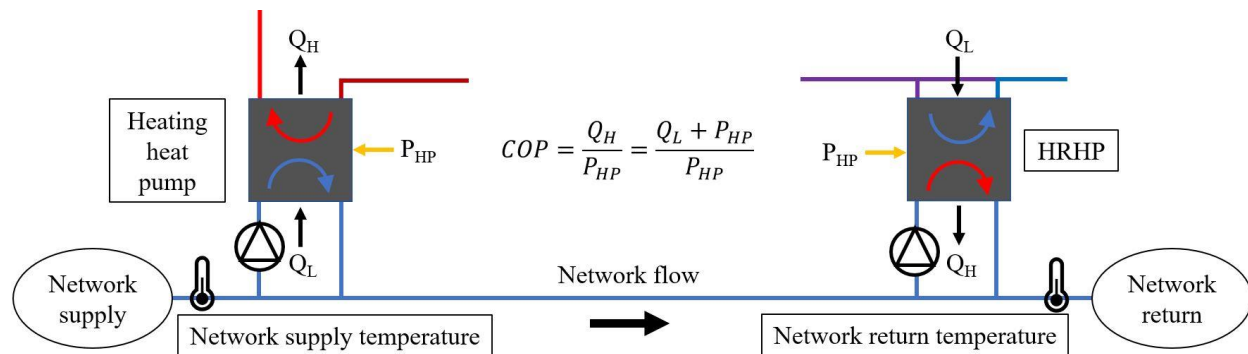 Q_H
Heating
heat
pump
P_HP
Q_L
COP = Q_H / P_HP = (Q_L + P_HP) / P_HP
Q_L
P_HP
HRHP
Q_H
Network
supply
Network supply temperature
Network flow
Network return temperature
Network
return